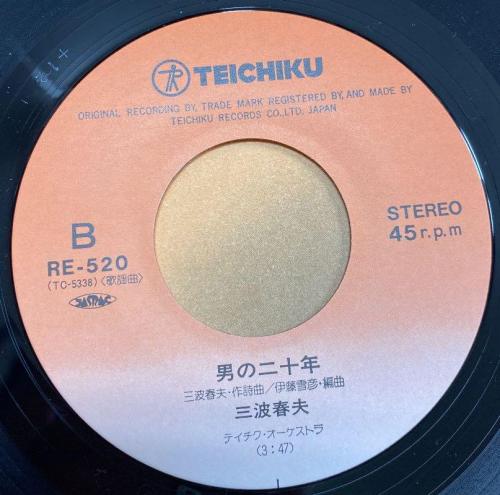 TEICHIKU
ORIGINAL RECORDING BY, TRADE MARK REGISTERED BY, AND MADE BY
TEICHIKU RECORDS CO., LTD. JAPAN
B
STEREO
RE-520
45 r.p.m
(TC-5338)〈歌謡曲〉
JASRAC
男の二十年
三波春夫・作詩曲/伊藤雪彦・編曲
三波春夫
テイチク・オーケストラ
(3:47)